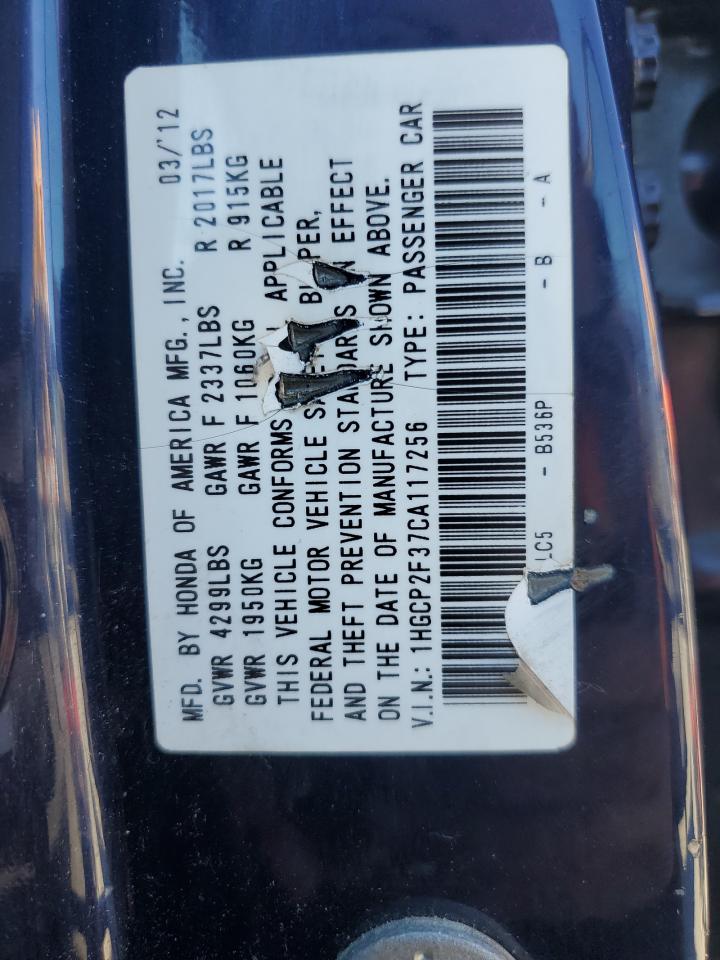 MFD. BY HONDA OF AMERICA MFG., INC. 03/'12
GVWR 4299LBS GAWR F 2337LBS R 2017LBS
GVWR 1950KG GAWR F 1060KG R 915KG
THIS VEHICLE CONFORMS APPLICABLE
FEDERAL MOTOR VEHICLE
AND THEFT PREVENTION IN EFFECT
ON THE DATE OF MANUFACTURE SHOWN ABOVE.
V.I.N.: 1HGCP2F37CA117256 TYPE: PASSENGER CAR
LC5 - B536P - B - A